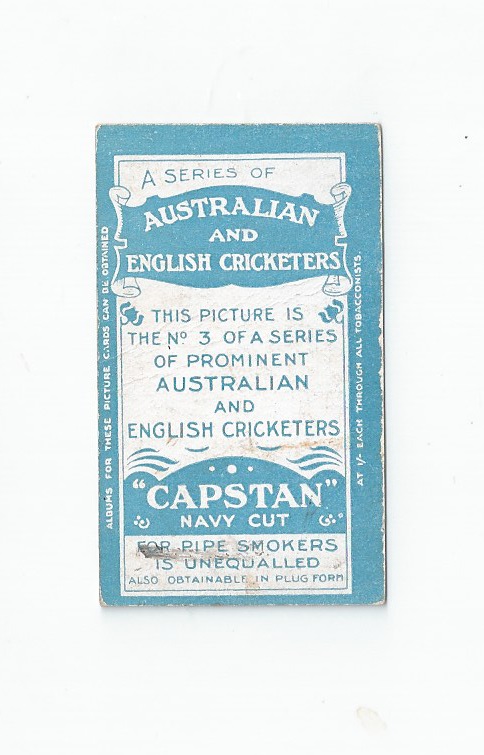 A SERIES OF
AUSTRALIAN
AND
ENGLISH CRICKETERS
THIS PICTURE IS
THE Nº 3 OF A SERIES
OF PROMINENT
AUSTRALIAN
AND
ENGLISH CRICKETERS
"CAPSTAN"
NAVY CUT
FOR PIPE SMOKERS
IS UNEQUALLED
ALSO OBTAINABLE IN PLUG FORM
ALBUMS FOR THESE PICTURE CARDS CAN BE OBTAINED
AT 1/- EACH THROUGH ALL TOBACCONISTS.